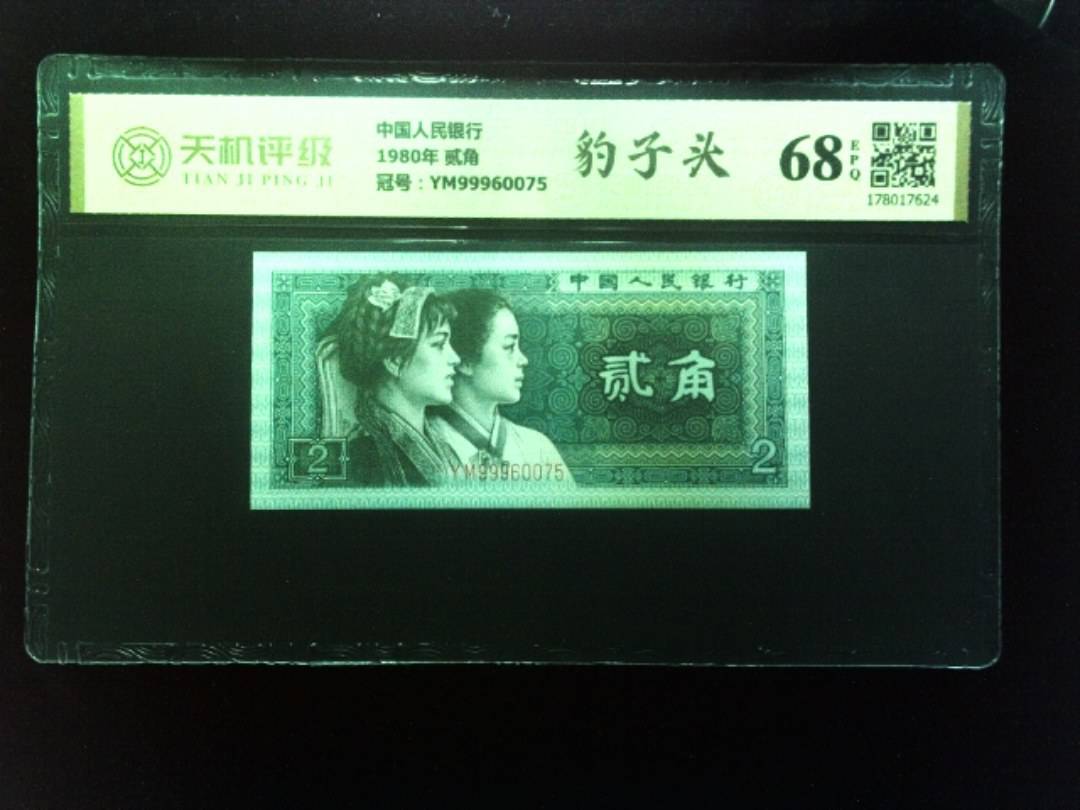 天机评级
TIAN JI PING JI
中国人民银行
1980年 贰角
冠号：YM99960075
豹子头
68
EPQ
178017624
中國人民银行
贰角
2
2
YM99960075